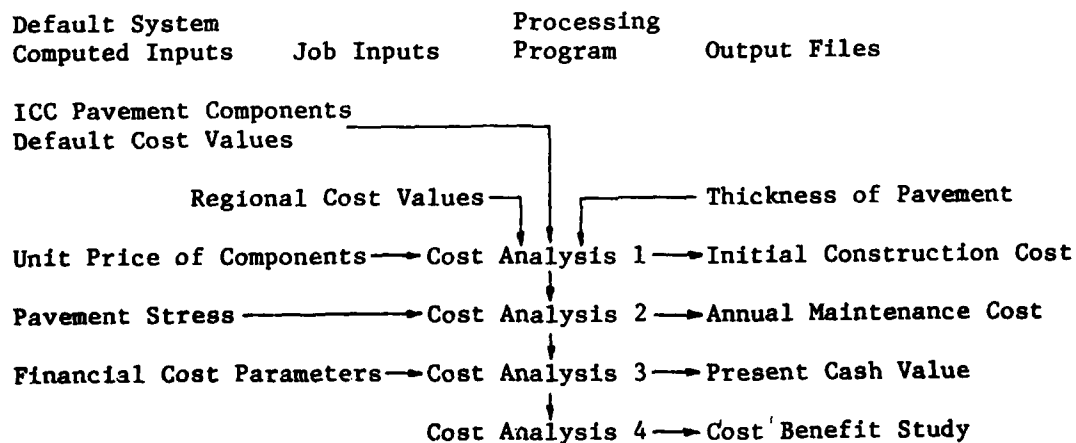 Default System Processing
Computed Inputs Job Inputs Program Output Files
ICC Pavement Components
Default Cost Values
Regional Cost Values Thickness of Pavement
Unit Price of Components Cost Analysis 1 Initial Construction Cost
Pavement Stress Cost Analysis 2 Annual Maintenance Cost
Financial Cost Parameters Cost Analysis 3 Present Cash Value
Cost Analysis 4 Cost Benefit Study